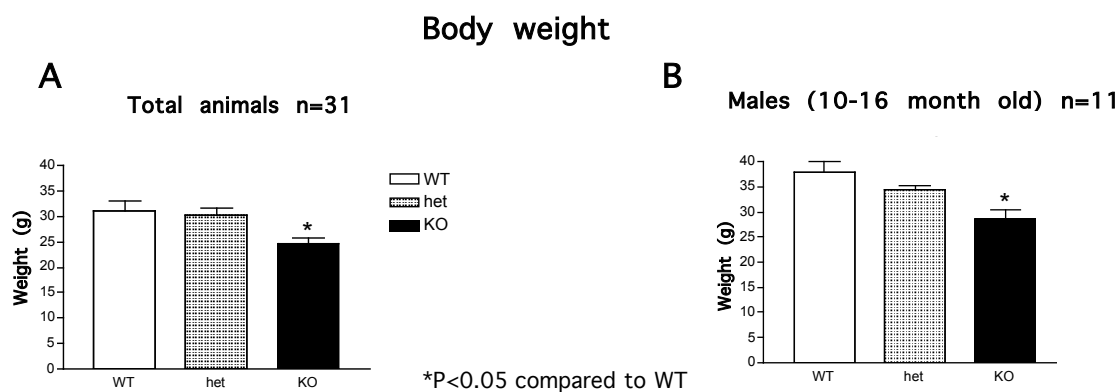 Body weight
A
Total animals n=31
Weight (g)
40
35
30
25
20
15
10
5
0
WT
het
KO
*
WT
het
KO
*P<0.05 compared to WT
B
Males (10-16 month old) n=11
Weight (g)
40
35
30
25
20
15
10
5
0
WT
het
KO
*